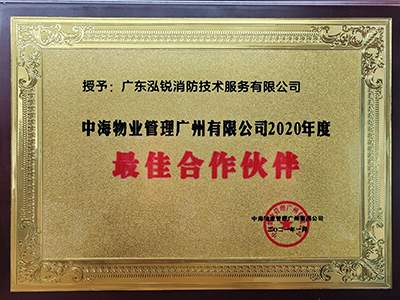 授予：广东泓锐消防技术服务有限公司
中海物业管理广州有限公司2020年度
最佳合作伙伴
中海物业管理广州有限公司
二〇二一年一月